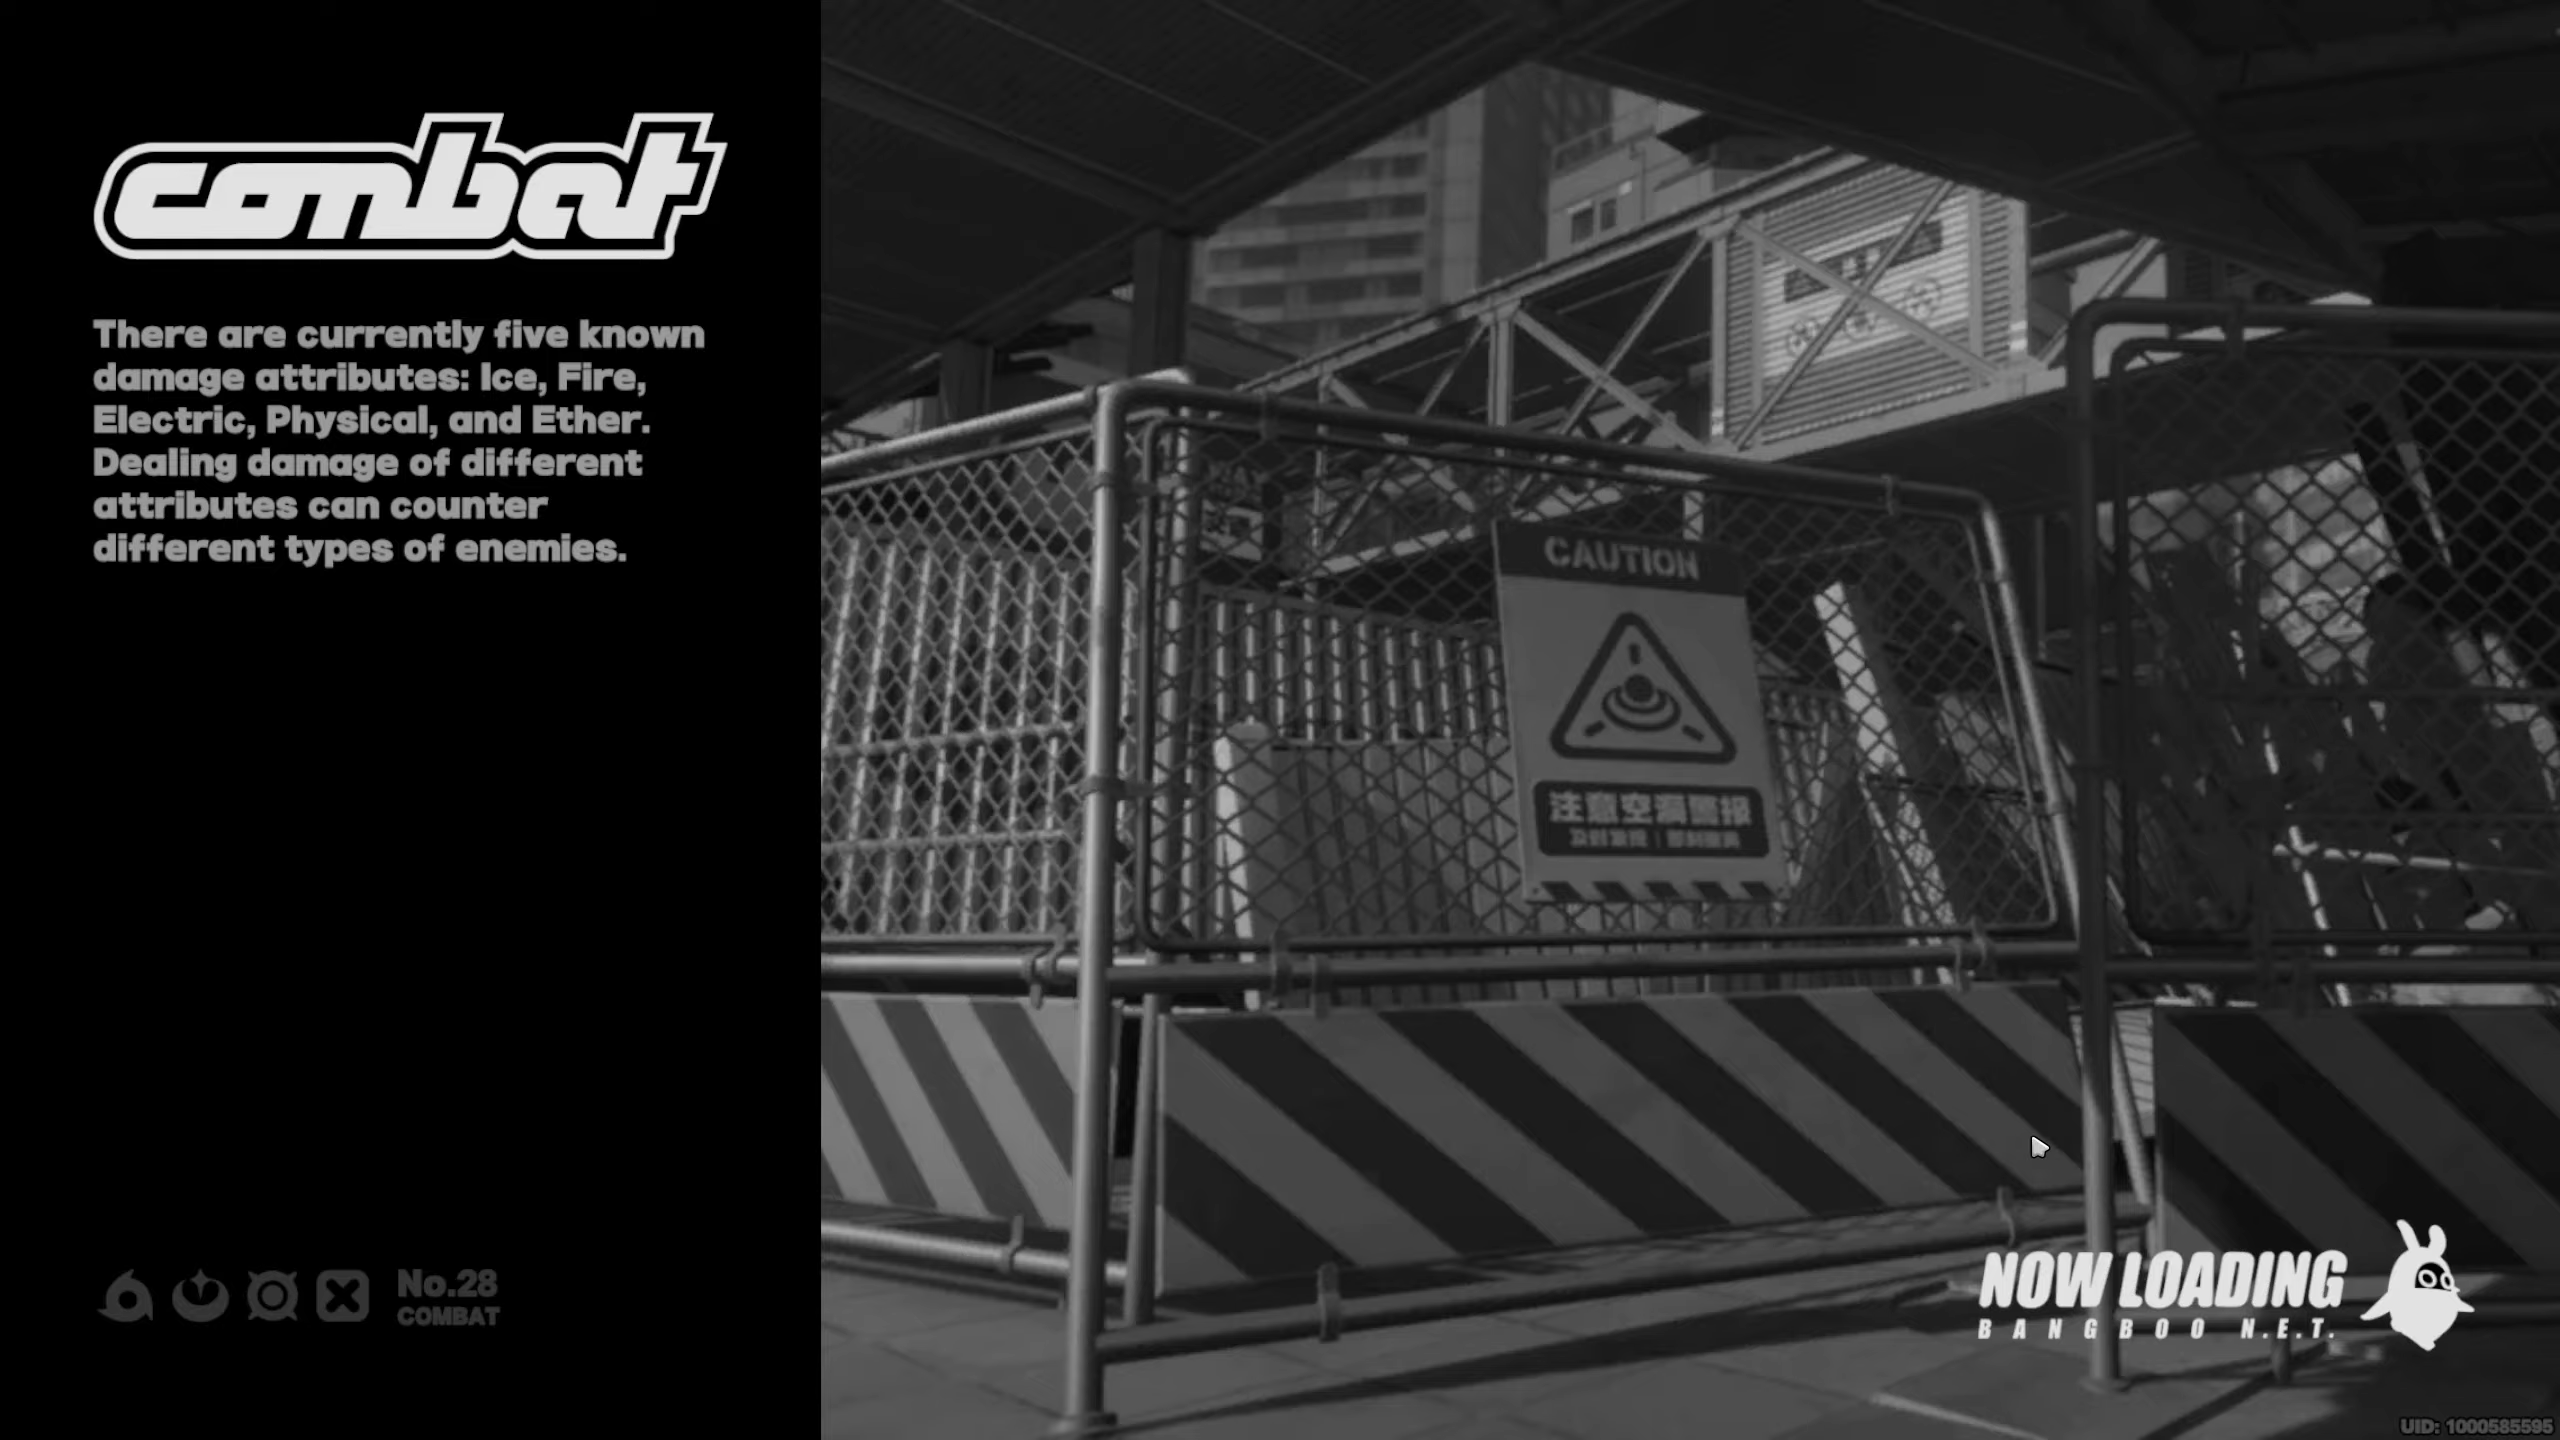 combat
There are currently five known
damage attributes: Ice, Fire,
Electric, Physical, and Ether.
Dealing damage of different
attributes can counter
different types of enemies.
CAUTION
注意空洞警报
No.28
COMBAT
NOW LOADING
BANGBOO N.E.T.
UID: 1000585595